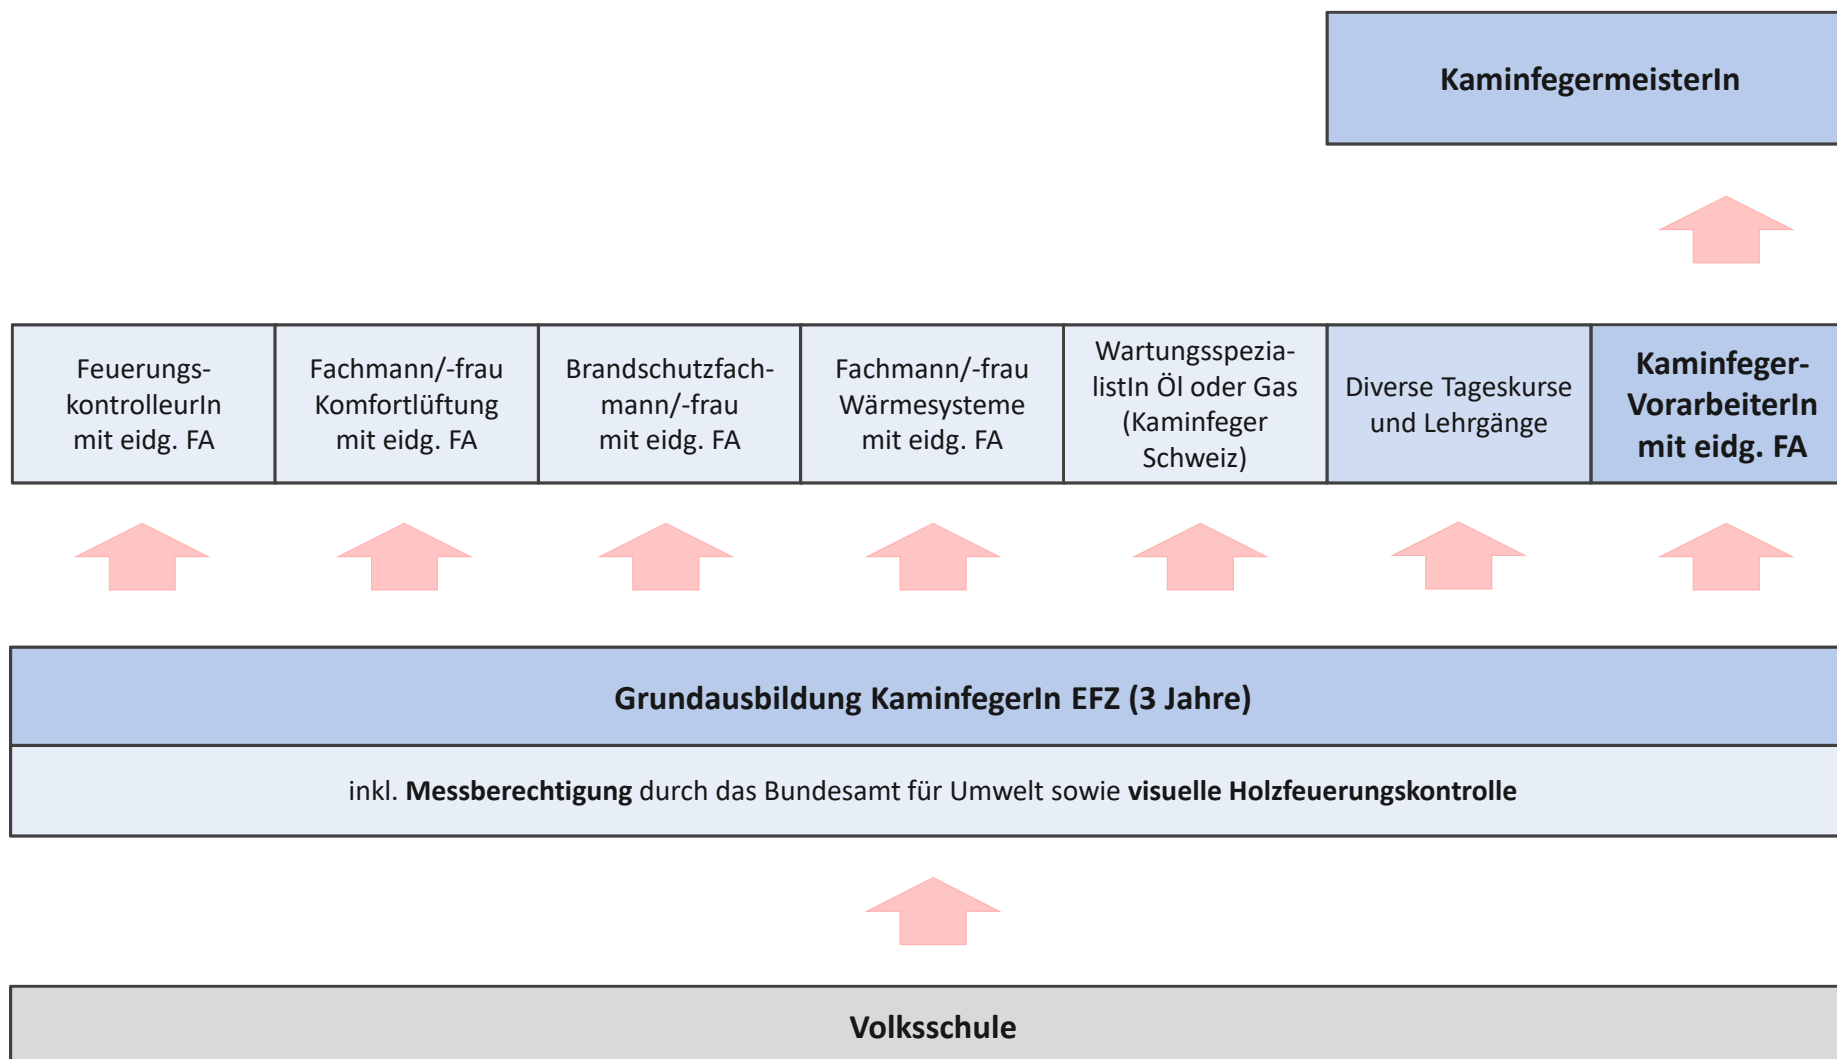 KaminfegermeisterIn
Feuerungs-
kontrolleurIn
mit eidg. FA
Fachmann/-frau
Komfortlüftung
mit eidg. FA
Brandschutzfach-
mann/-frau
mit eidg. FA
Fachmann/-frau
Wärmesysteme
mit eidg. FA
Wartungsspezia-
listIn Öl oder Gas
(Kaminfeger
Schweiz)
Diverse Tageskurse
und Lehrgänge
Kaminfeger-
VorarbeiterIn
mit eidg. FA
Grundausbildung KaminfegerIn EFZ (3 Jahre)
inkl. Messberechtigung durch das Bundesamt für Umwelt sowie visuelle Holzfeuerungskontrolle
Volksschule